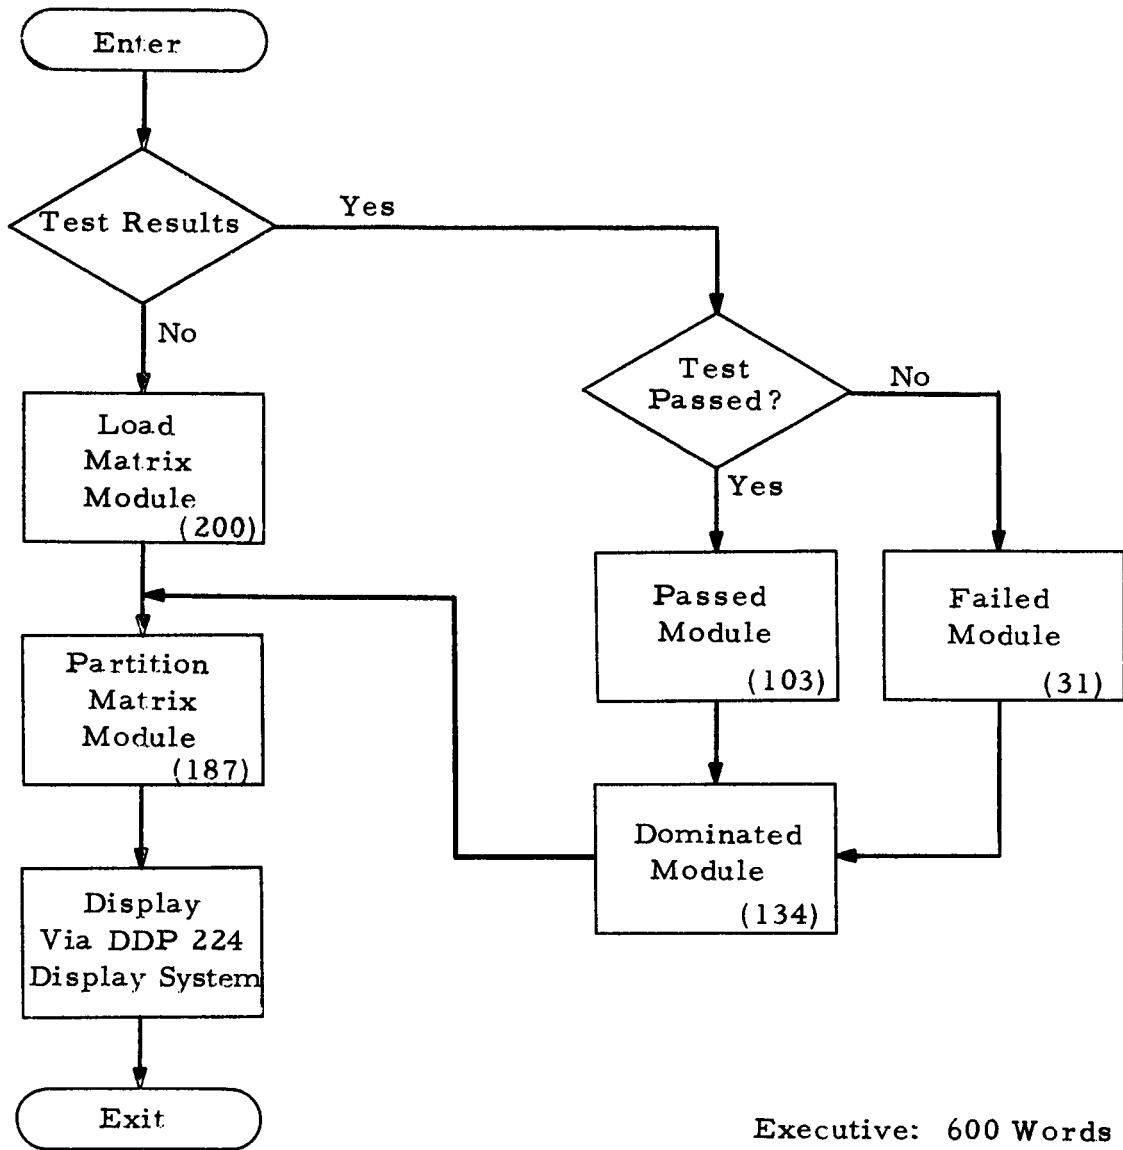 Enter
Test Results
Yes
No
Load
Matrix
Module
(200)
Test
Passed?
No
Yes
Passed
Module
(103)
Failed
Module
(31)
Partition
Matrix
Module
(187)
Dominated
Module
(134)
Display
Via DDP 224
Display System
Exit
Executive: 600 Words